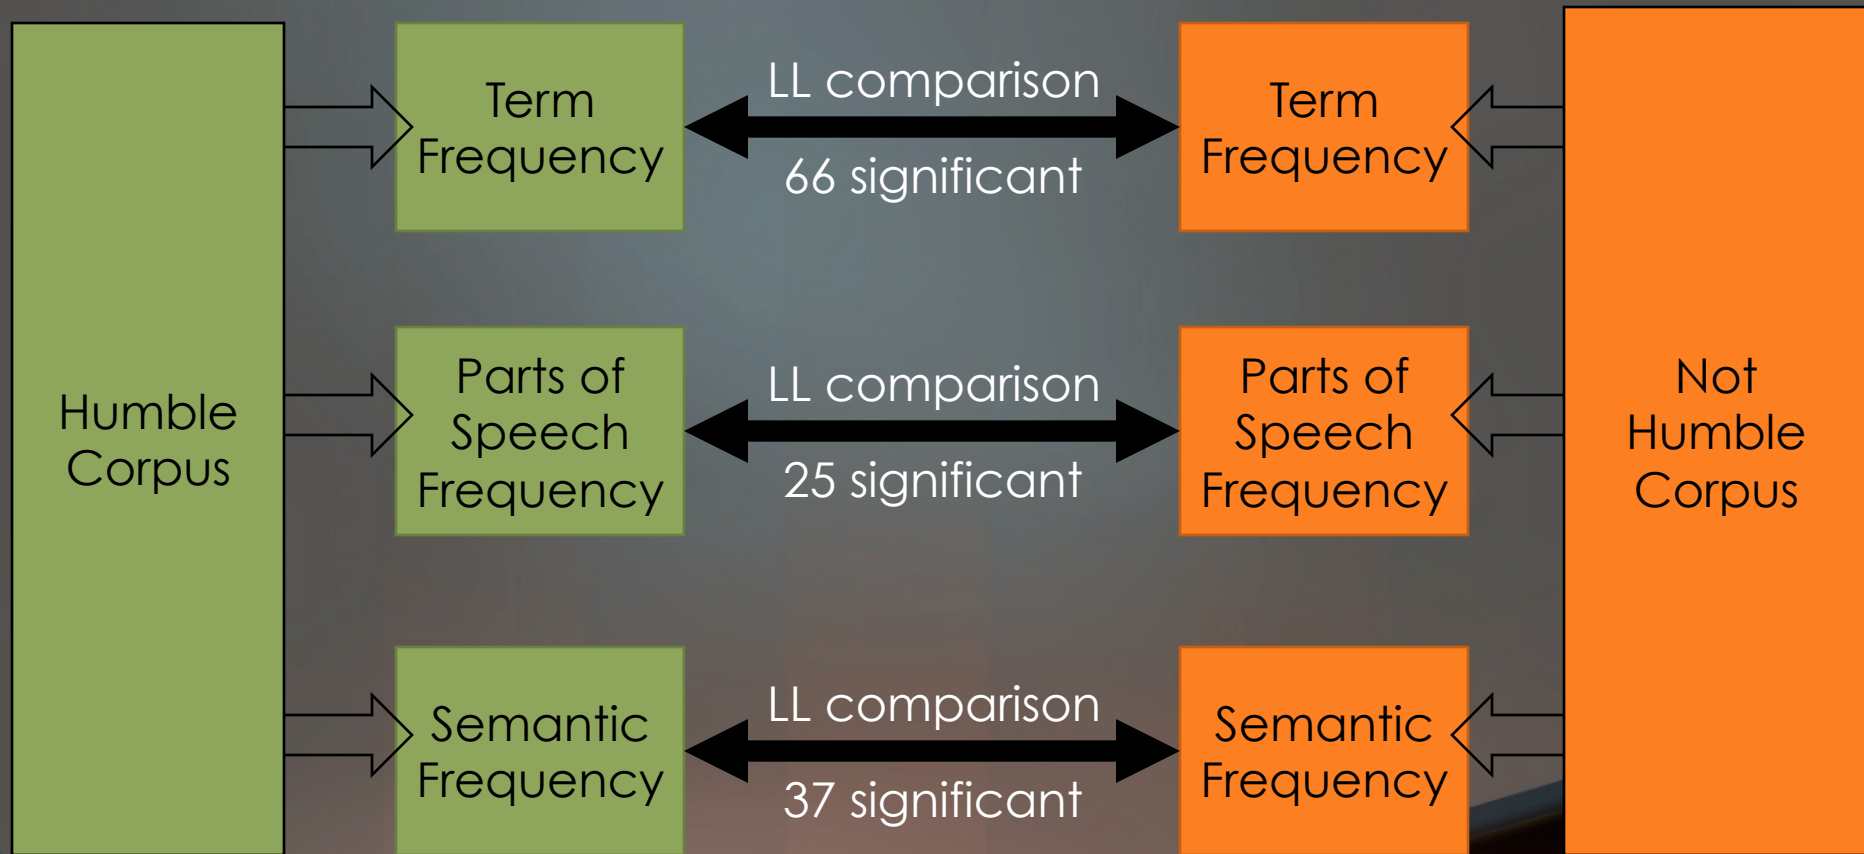 Humble
Corpus
Term
Frequency
LL comparison
66 significant
Term
Frequency
Parts of
Speech
Frequency
LL comparison
25 significant
Parts of
Speech
Frequency
Semantic
Frequency
LL comparison
37 significant
Semantic
Frequency
Not
Humble
Corpus